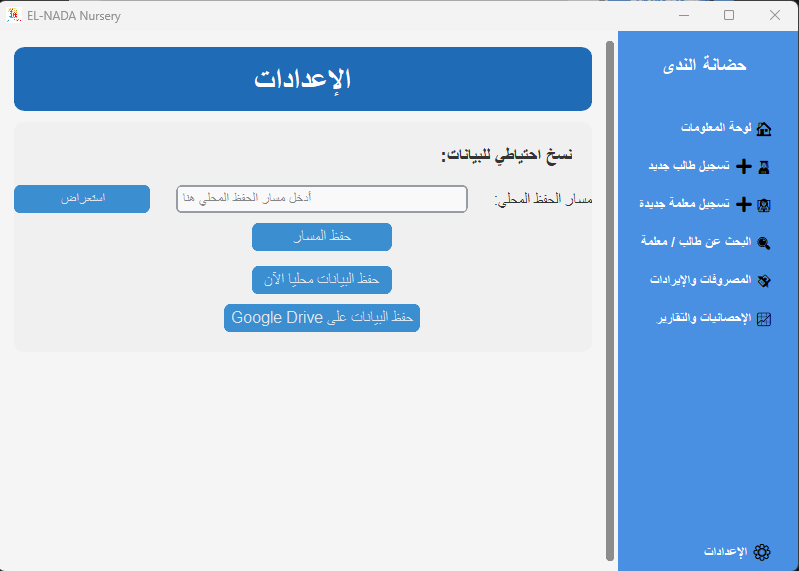 EL-NADA Nursery
حضانة الندى
لوحة المعلومات
تسجيل طالب جديد
تسجيل معلمة جديدة
البحث عن طالب / معلمة
المصروفات والإيرادات
الإحصائيات والتقارير
الإعدادات
الإعدادات
نسخ احتياطي للبيانات:
مسار الحفظ المحلي: أدخل مسار الحفظ المحلي هنا استعراض
حفظ المسار
حفظ البيانات محليا الآن
حفظ البيانات على Google Drive